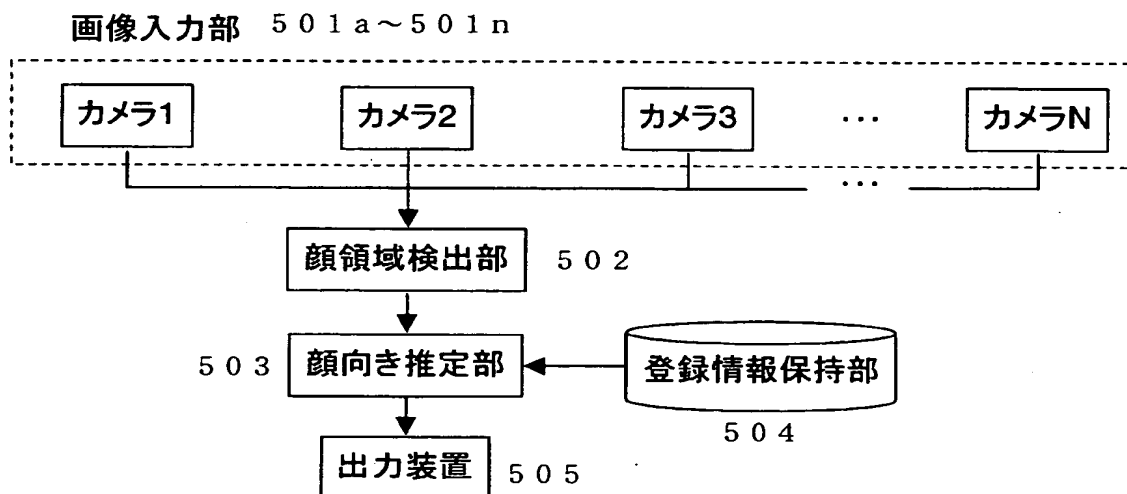 画像入力部 501a~501n
カメラ1 カメラ2 カメラ3 ... カメラN
...
顔領域検出部 502
503 顔向き推定部 登録情報保持部
504
出力装置 505